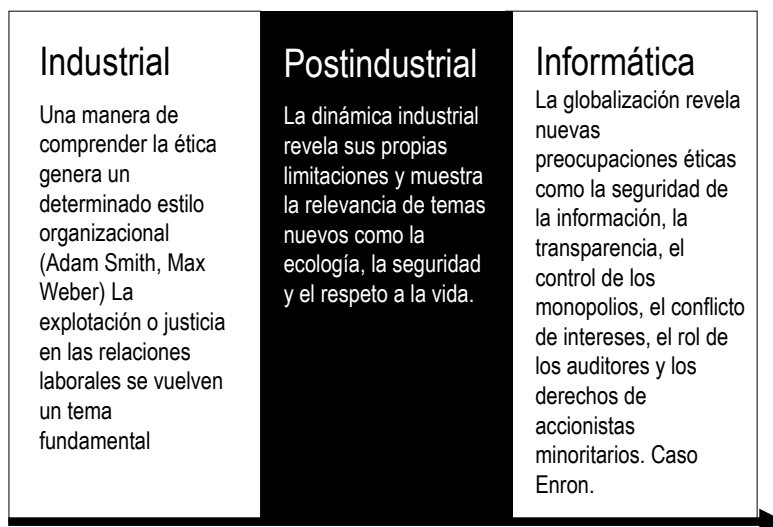 Industrial
Una manera de
comprender la ética
genera un
determinado estilo
organizacional
(Adam Smith, Max
Weber) La
explotación o justicia
en las relaciones
laborales se vuelven
un tema
fundamental
Postindustrial
La dinámica industrial
revela sus propias
limitaciones y muestra
la relevancia de temas
nuevos como la
ecología, la seguridad
y el respeto a la vida.
Informática
La globalización revela
nuevas
preocupaciones éticas
como la seguridad de
la información, la
transparencia, el
control de los
monopolios, el conflicto
de intereses, el rol de
los auditores y los
derechos de
accionistas
minoritarios. Caso
Enron.